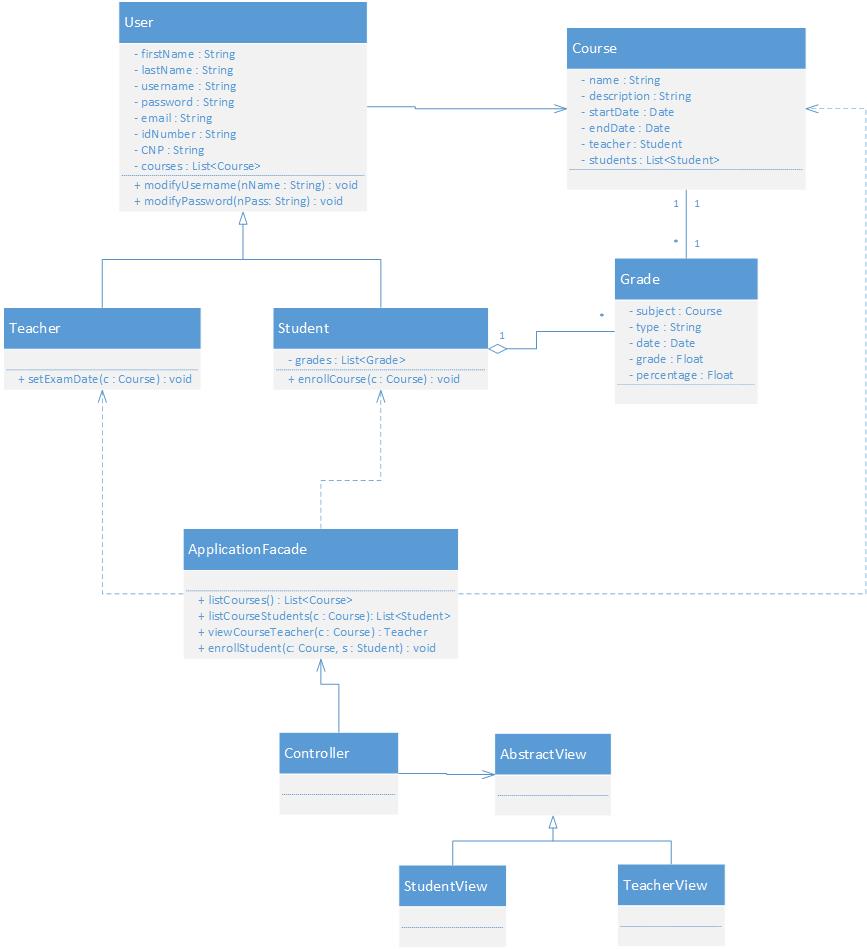 User
- firstName : String
- lastName : String
- username : String
- password : String
- email : String
- idNumber : String
- CNP : String
- courses : List<Course>
+ modifyUsername(nName : String) : void
+ modifyPassword(nPass: String) : void
Course
- name : String
- description : String
- startDate : Date
- endDate : Date
- teacher : Student
- students : List<Student>
1 1
* 1
Grade
- subject : Course
- type : String
- date : Date
- grade : Float
- percentage : Float
Teacher
+ setExamDate(c : Course) : void
Student
- grades : List<Grade>
+ enrollCourse(c : Course) : void
1
*
ApplicationFacade
+ listCourses() : List<Course>
+ listCourseStudents(c : Course): List<Student>
+ viewCourseTeacher(c : Course) : Teacher
+ enrollStudent(c: Course, s : Student) : void
Controller
AbstractView
StudentView
TeacherView